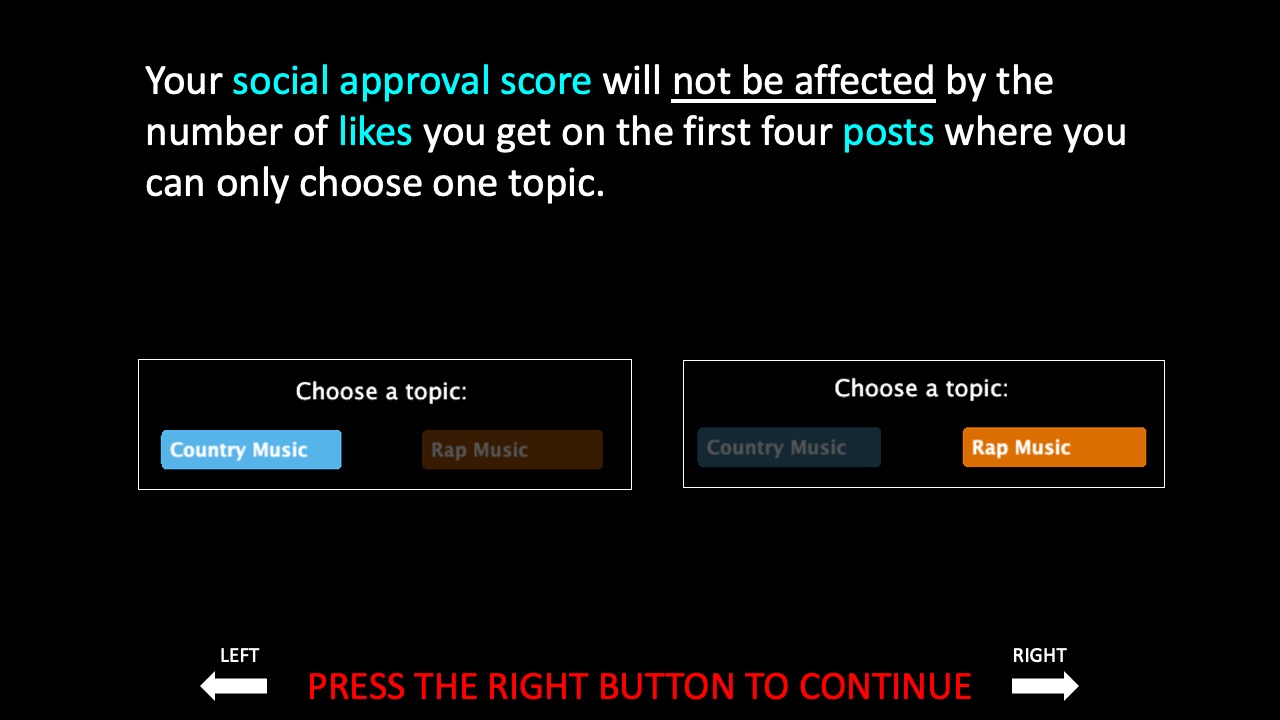 Your social approval score will not be affected by the
number of likes you get on the first four posts where you
can only choose one topic.
Choose a topic:
Country Music Rap Music
Choose a topic:
Country Music Rap Music
LEFT RIGHT
PRESS THE RIGHT BUTTON TO CONTINUE